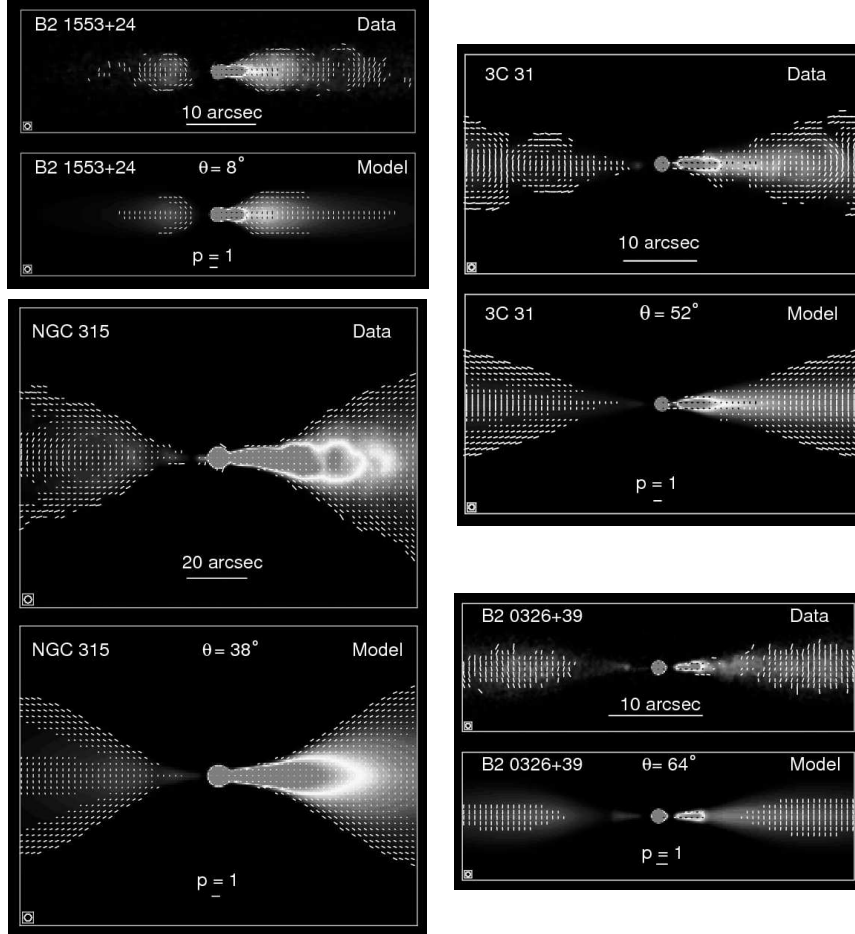 B2 1553+24 Data
10 arcsec
B2 1553+24 θ= 8° Model
p = 1
NGC 315 Data
20 arcsec
NGC 315 θ= 38° Model
p = 1
3C 31 Data
10 arcsec
3C 31 θ= 52° Model
p = 1
B2 0326+39 Data
10 arcsec
B2 0326+39 θ= 64° Model
p = 1